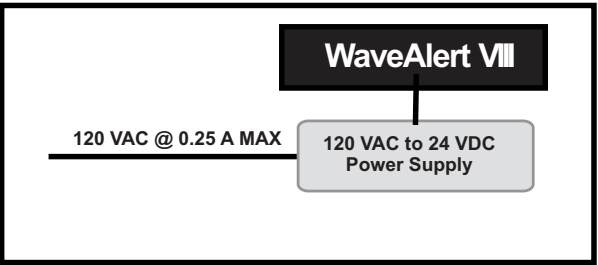 WaveAlert VIII
120 VAC @ 0.25 A MAX
120 VAC to 24 VDC
Power Supply